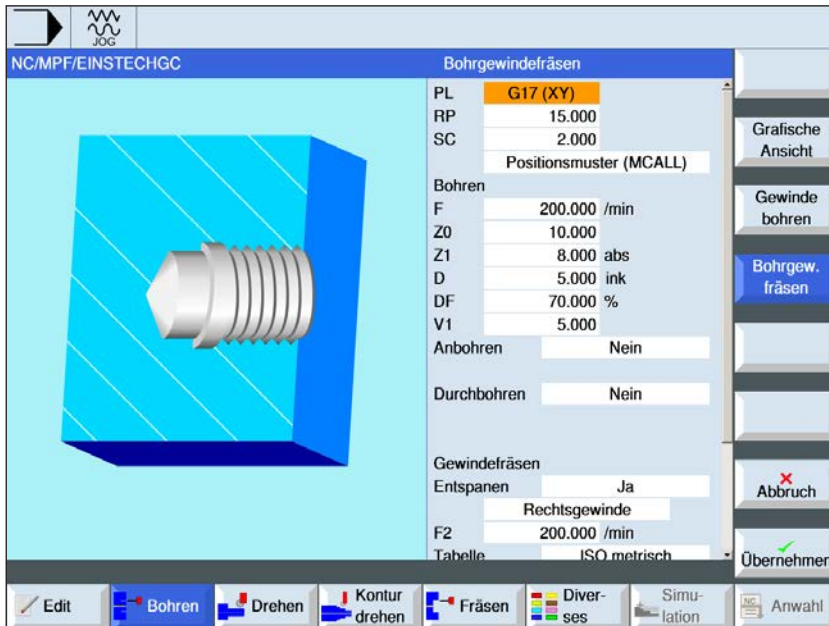 JOG
NC/MPF/EINSTECHGC
Bohrgewindefräsen
PL G17 (XY)
RP 15.000
SC 2.000
Positionsmuster (MCALL)
Bohren
F 200.000 /min
Z0 10.000
Z1 8.000 abs
D 5.000 ink
DF 70.000 %
V1 5.000
Anbohren Nein
Durchbohren Nein
Gewindefräsen
Entspanen Ja
Rechtsgewinde
F2 200.000 /min
Tabelle ISO metrisch
Grafische
Ansicht
Gewinde
bohren
Bohrgew.
fräsen
Abbruch
Übernehmen
Edit
Bohren
Drehen
Kontur
drehen
Fräsen
Diver-
ses
Simu-
lation
NC
Anwahl